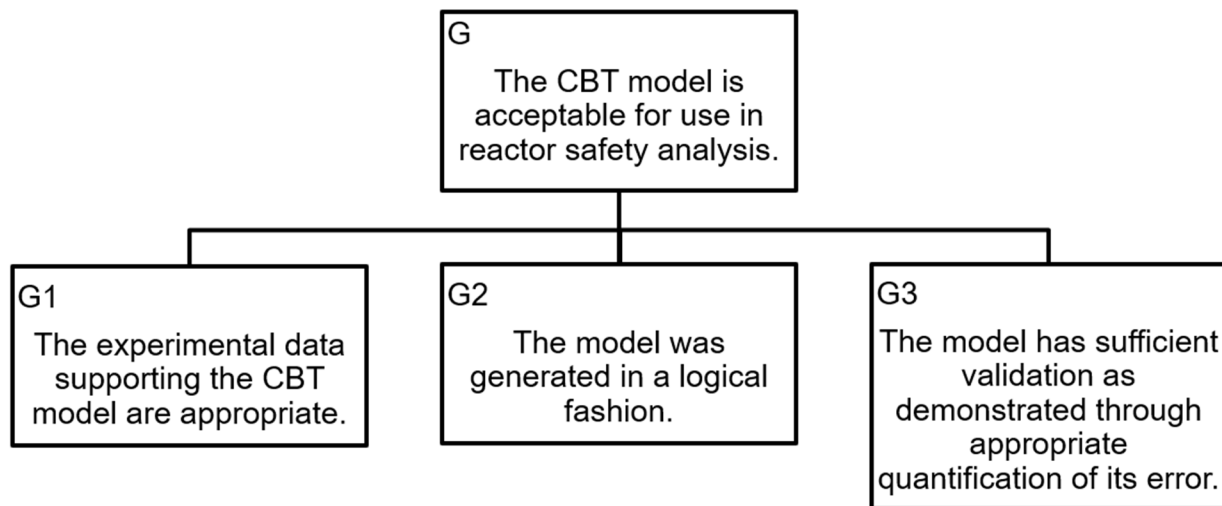 G
The CBT model is
acceptable for use in
reactor safety analysis.
G1
The experimental data
supporting the CBT
model are appropriate.
G2
The model was
generated in a logical
fashion.
G3
The model has sufficient
validation as
demonstrated through
appropriate
quantification of its error.